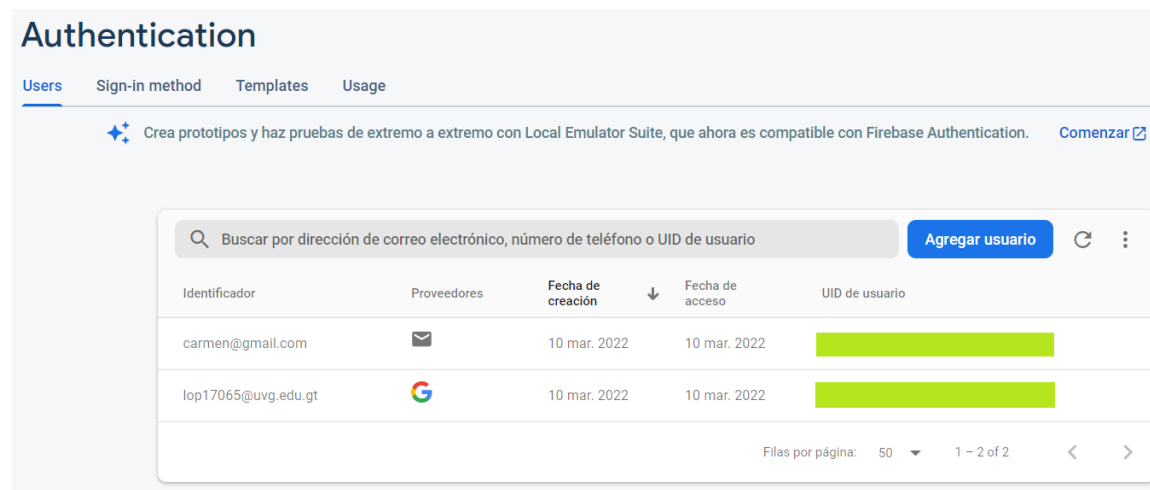 Authentication
Users Sign-in method Templates Usage
Crea prototipos y haz pruebas de extremo a extremo con Local Emulator Suite, que ahora es compatible con Firebase Authentication. Comenzar
Buscar por dirección de correo electrónico, número de teléfono o UID de usuario Agregar usuario
Identificador Proveedores Fecha de creación Fecha de acceso UID de usuario
carmen@gmail.com 10 mar. 2022 10 mar. 2022
lop17065@uvg.edu.gt 10 mar. 2022 10 mar. 2022
Filas por página: 50 1 – 2 of 2